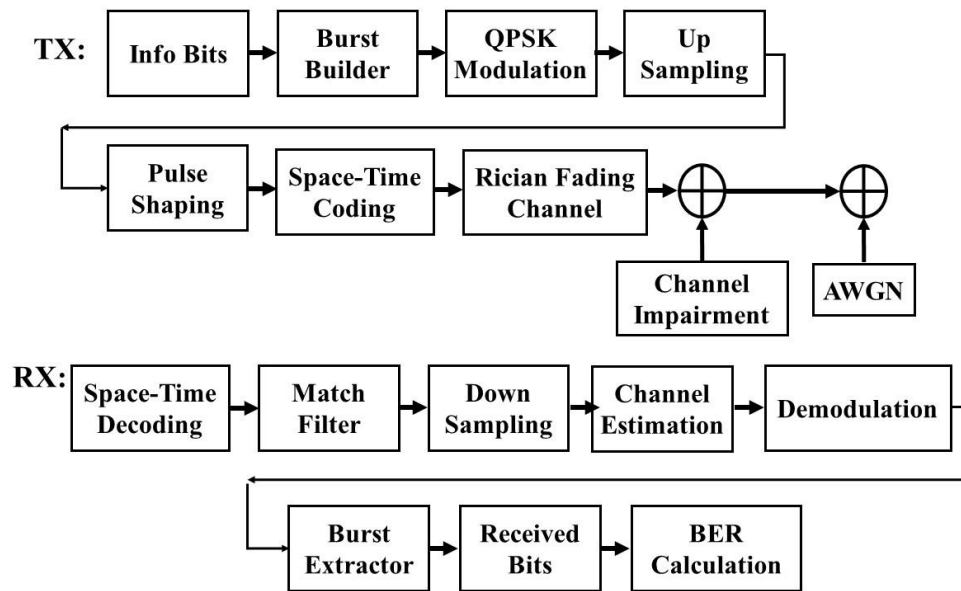 TX:
Info Bits
Burst
Builder
QPSK
Modulation
Up
Sampling
Pulse
Shaping
Space-Time
Coding
Rician Fading
Channel
Channel
Impairment
AWGN
RX:
Space-Time
Decoding
Match
Filter
Down
Sampling
Channel
Estimation
Demodulation
Burst
Extractor
Received
Bits
BER
Calculation